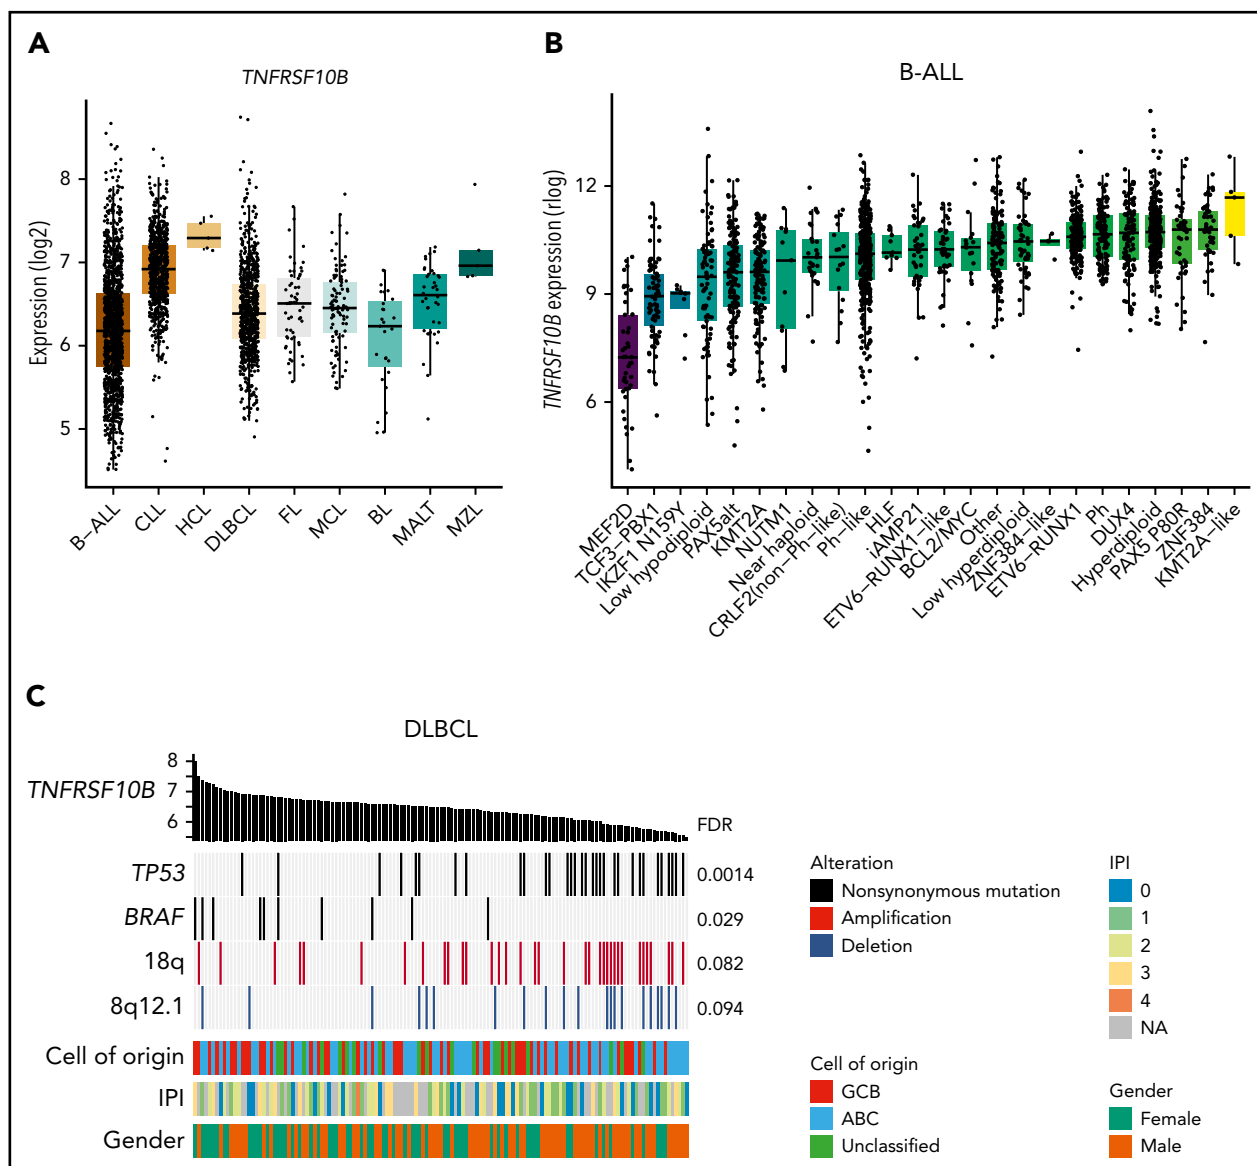 A
TNFRSF10B
Expression (log2)
8
7
6
5
B–ALL
CLL
HCL
DLBCL
FL
MCL
BL
MALT
MZL
B
B-ALL
TNFRSF10B expression (rlog)
12
9
6
MEF2D
TCF3–PBX1
IKZF1 N159Y
Low hypodiploid
PAX5alt
KMT2A
NUTM1
Near haploid
CRLF2(non–Ph–like)
Ph–like
HLF
iAMP21
ETV6–RUNX1–like
BCL2/MYC
Other
Low hyperdiploid
ZNF384–like
ETV6–RUNX1
Ph
DUX4
Hyperdiploid
PAX5 P80R
ZNF384
KMT2A–like
C
DLBCL
TNFRSF10B
8
7
6
FDR
TP53
0.0014
BRAF
0.029
18q
0.082
8q12.1
0.094
Cell of origin
IPI
Gender
Alteration
Nonsynonymous mutation
Amplification
Deletion
Cell of origin
GCB
ABC
Unclassified
IPI
0
1
2
3
4
NA
Gender
Female
Male